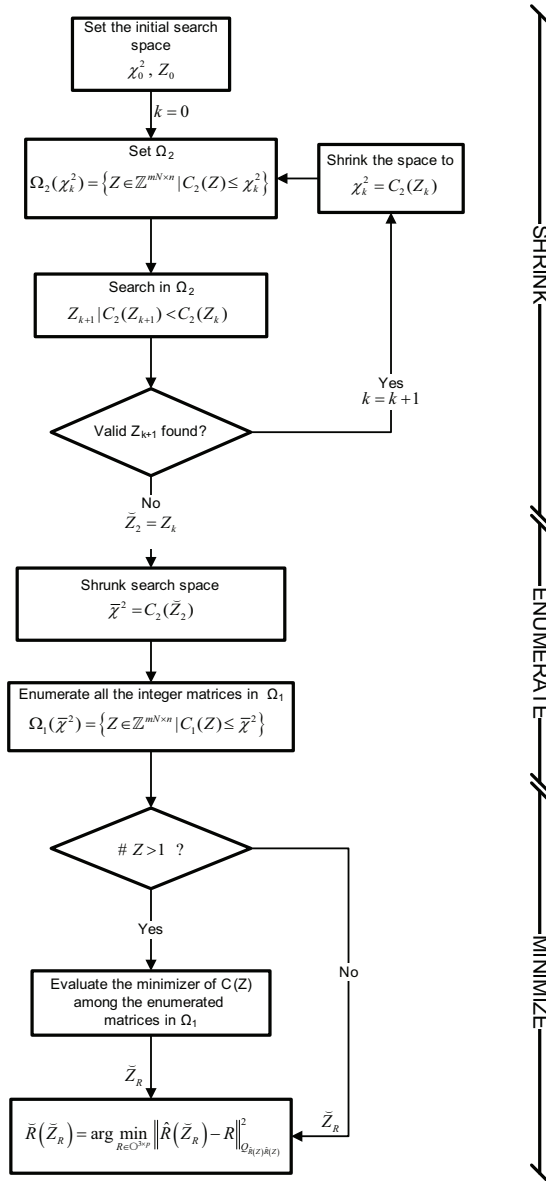 Set the initial search
space
χ₀² , Z₀
k = 0
Set Ω₂
Ω₂(χₖ²) = {Z ∈ ℤ^{mN×n} | C₂(Z) ≤ χₖ²}
Shrink the space to
χₖ² = C₂(Zₖ)
Search in Ω₂
Zₖ₊₁ | C₂(Zₖ₊₁) < C₂(Zₖ)
Yes
k = k + 1
Valid Zₖ₊₁ found?
No
Z̆₂ = Zₖ
Shrunk search space
χ̄² = C₂(Z̆₂)
Enumerate all the integer matrices in Ω₁
Ω₁(χ̄²) = {Z ∈ ℤ^{mN×n} | C₁(Z) ≤ χ̄²}
# Z > 1 ?
Yes
No
Evaluate the minimizer of C(Z)
among the enumerated
matrices in Ω₁
Z̆_R
Z̆_R
R̆(Z̆_R) = arg min_{R∈O^{3×p}} ‖R̂(Z̆_R) − R‖²_{Q_{R̂(Z)R̂(Z)}}
SHRINK
ENUMERATE
MINIMIZE